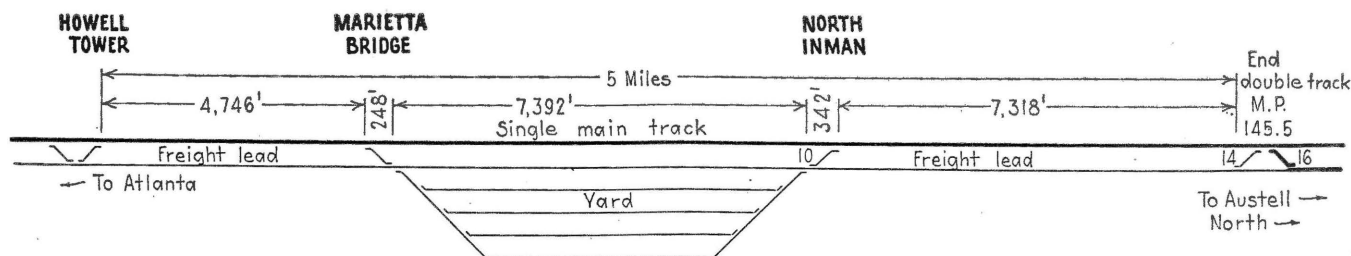 HOWELL
TOWER
MARIETTA
BRIDGE
NORTH
INMAN
5 Miles
End
double track
M.P.
145.5
4,746'
248'
7,392'
342'
7,318'
Single main track
Freight lead
10
Freight lead
14
16
← To Atlanta
Yard
To Austell →
North →